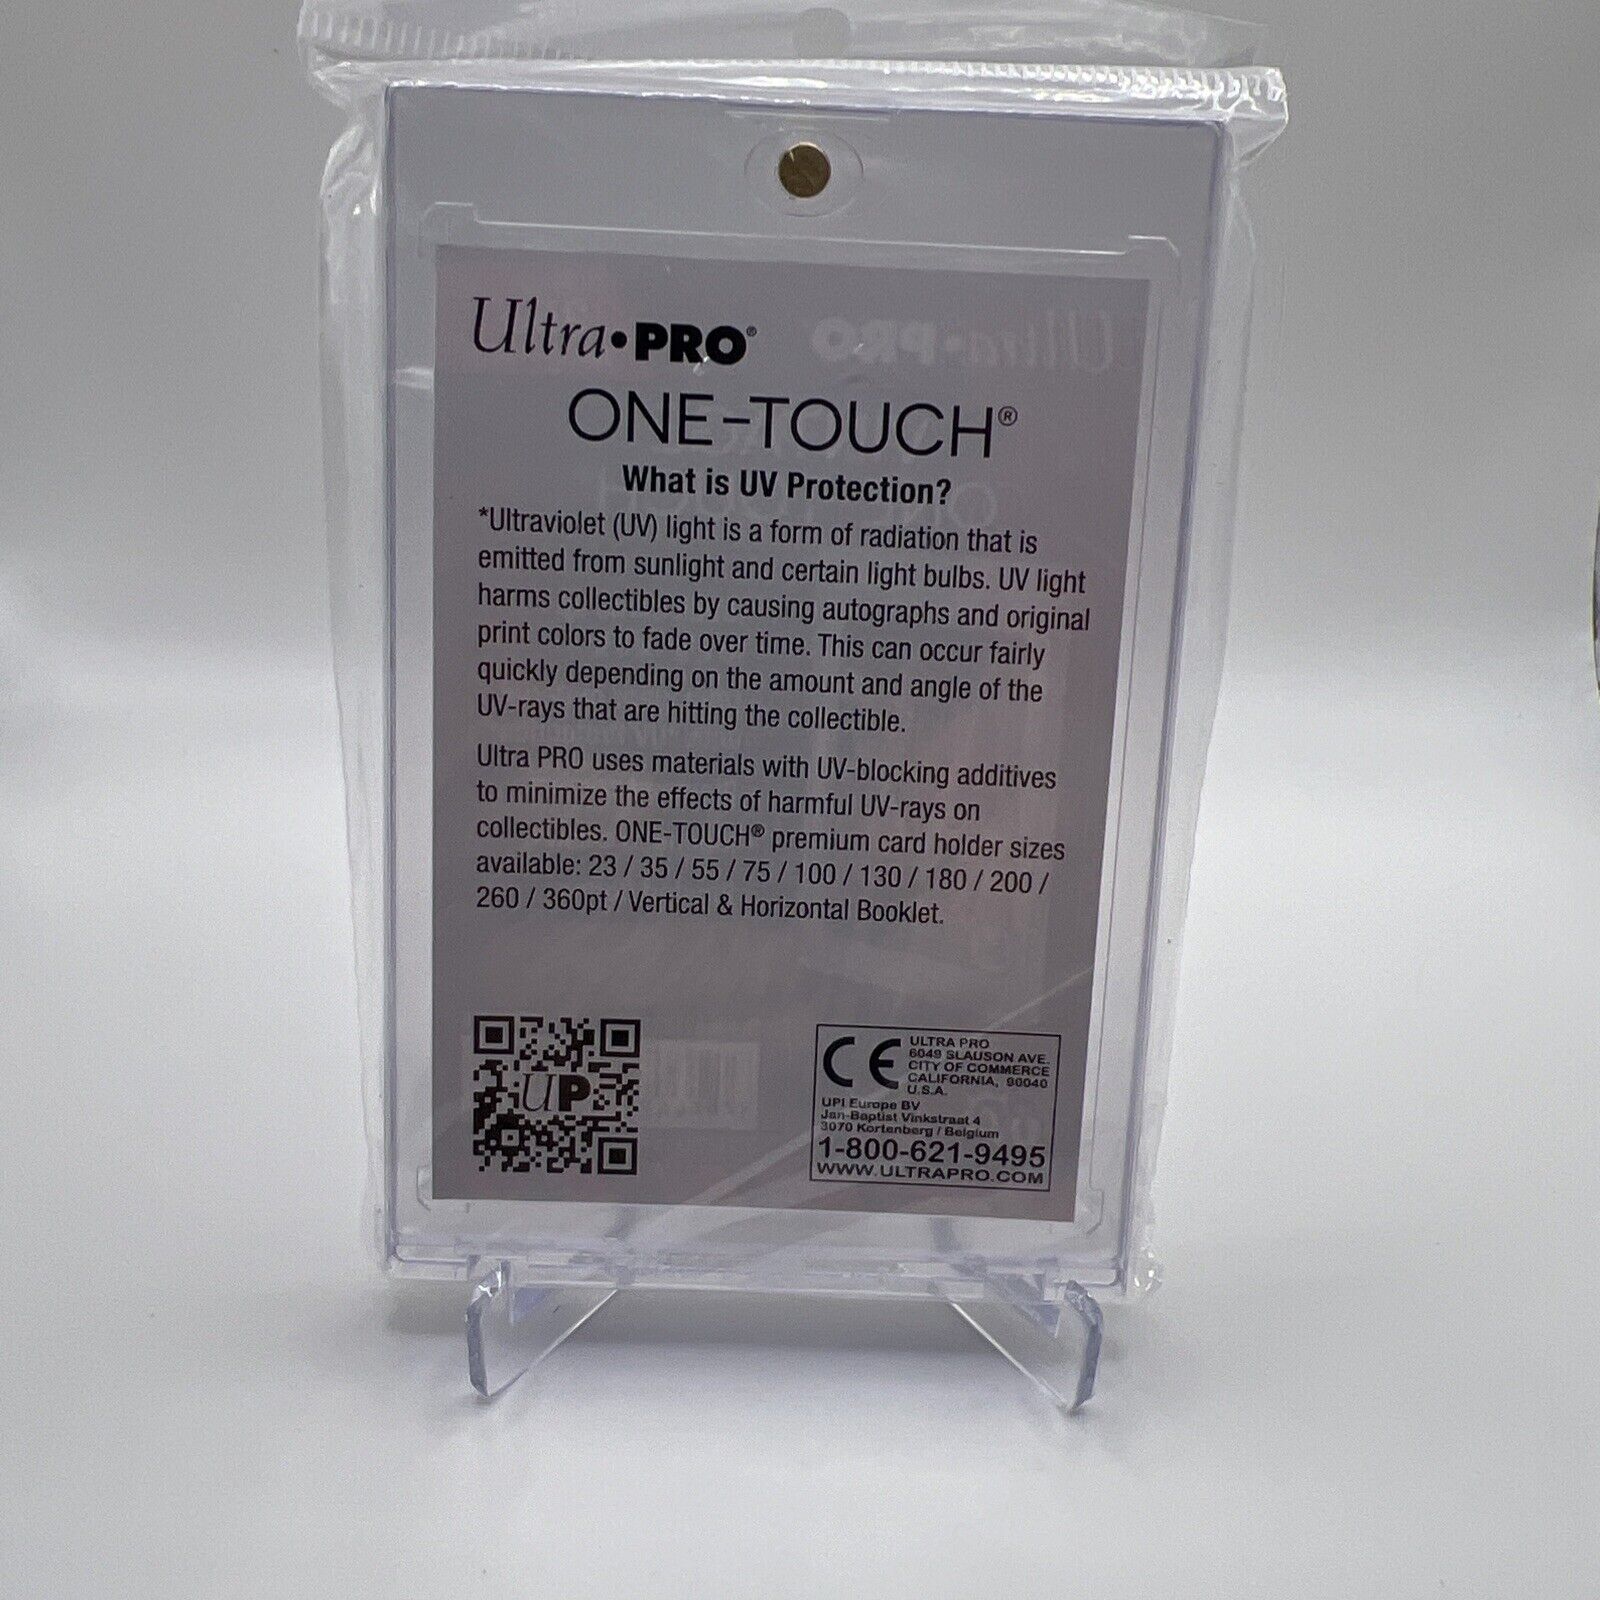 Ultra•PRO®
ONE-TOUCH®
What is UV Protection?
*Ultraviolet (UV) light is a form of radiation that is
emitted from sunlight and certain light bulbs. UV light
harms collectibles by causing autographs and original
print colors to fade over time. This can occur fairly
quickly depending on the amount and angle of the
UV-rays that are hitting the collectible.
Ultra PRO uses materials with UV-blocking additives
to minimize the effects of harmful UV-rays on
collectibles. ONE-TOUCH® premium card holder sizes
available: 23 / 35 / 55 / 75 / 100 / 130 / 180 / 200 /
260 / 360pt / Vertical & Horizontal Booklet.
UP
CE
ULTRA PRO
6049 SLAUSON AVE.
CITY OF COMMERCE
CALIFORNIA, 90040
U.S.A.
UPI Europe BV
Jan-Baptist Vinkstraat 4
3070 Kortenberg / Belgium
1-800-621-9495
WWW.ULTRAPRO.COM